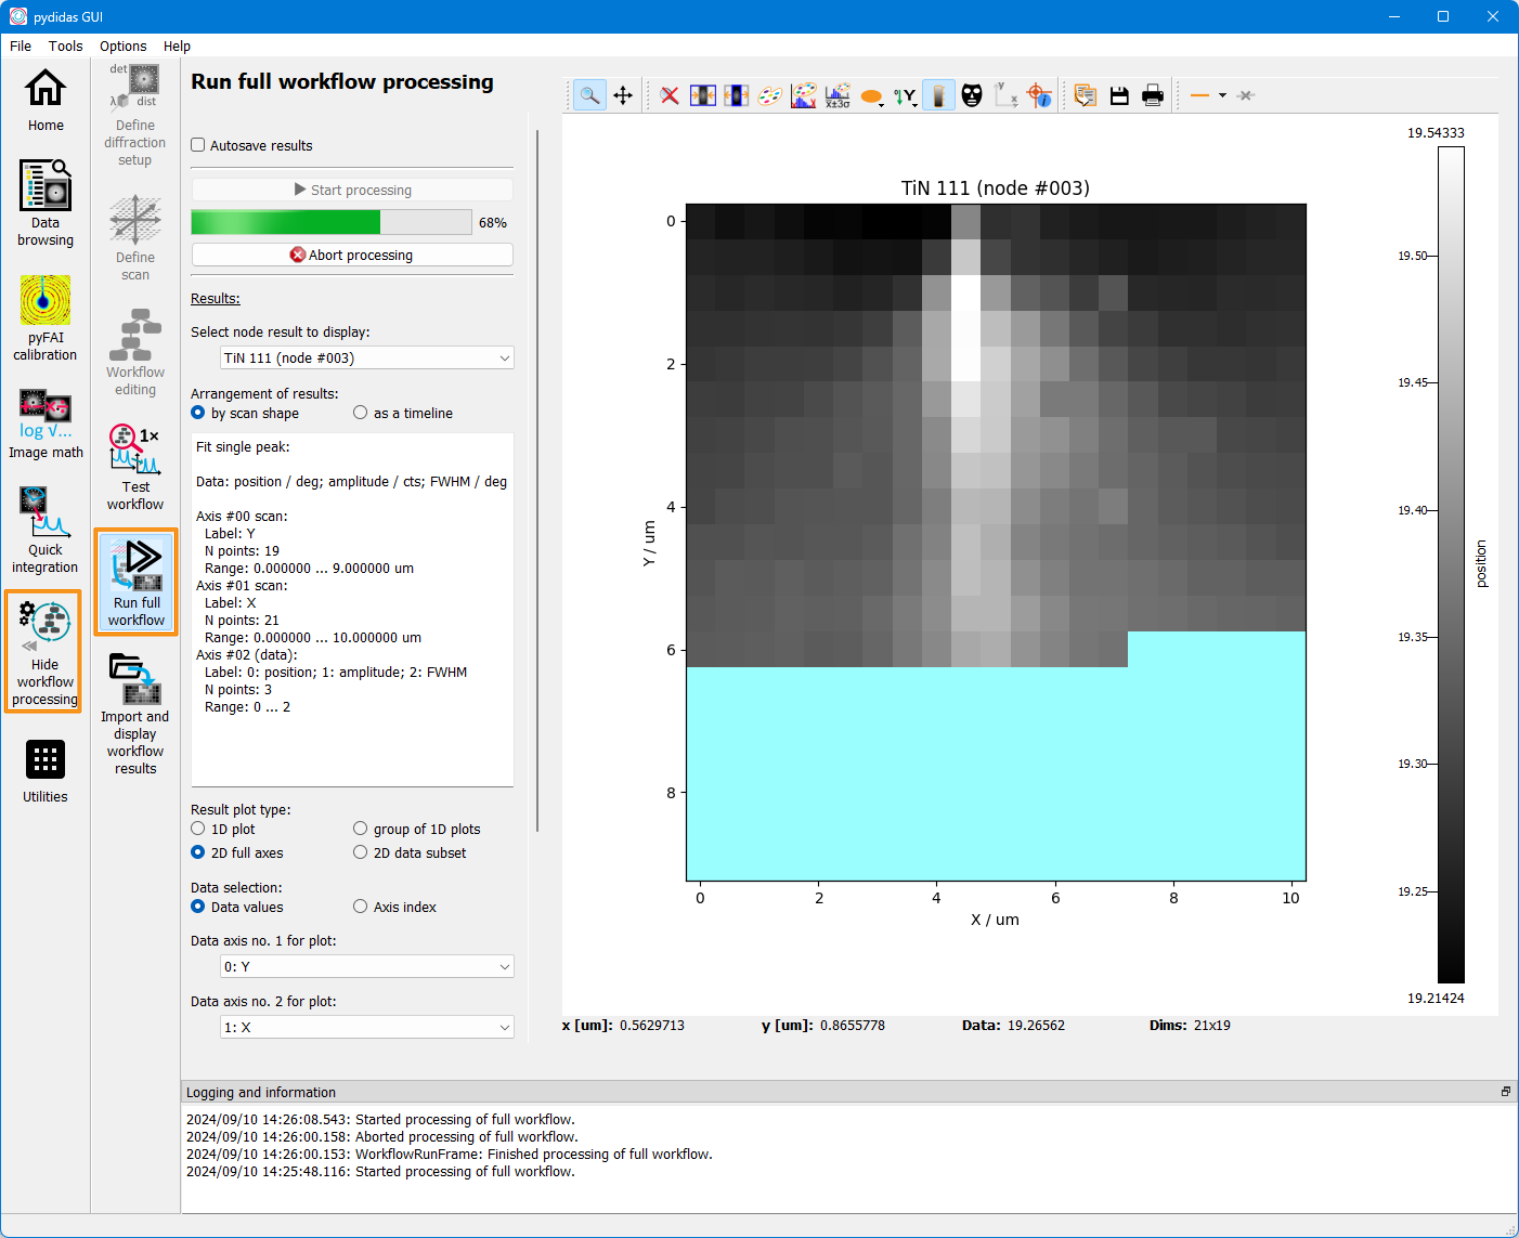 pydidas GUI
File Tools Options Help
Home
Data
browsing
pyFAI
calibration
log √...
Image math
Quick
integration
Hide
workflow
processing
Utilities
det
λ dist
Define
diffraction
setup
Define
scan
Workflow
editing
1×
Test
workflow
Run full
workflow
Import and
display
workflow
results
Run full workflow processing
Autosave results
Start processing
68%
Abort processing
Results:
Select node result to display:
TiN 111 (node #003)
Arrangement of results:
by scan shape as a timeline
Fit single peak:
Data: position / deg; amplitude / cts; FWHM / deg
Axis #00 scan:
Label: Y
N points: 19
Range: 0.000000 ... 9.000000 um
Axis #01 scan:
Label: X
N points: 21
Range: 0.000000 ... 10.000000 um
Axis #02 (data):
Label: 0: position; 1: amplitude; 2: FWHM
N points: 3
Range: 0 ... 2
Result plot type:
1D plot group of 1D plots
2D full axes 2D data subset
Data selection:
Data values Axis index
Data axis no. 1 for plot:
0: Y
Data axis no. 2 for plot:
1: X
x±3σ
Y
y
x
TiN 111 (node #003)
0
2
4
6
8
Y / um
0 2 4 6 8 10
X / um
19.54333
19.50
19.45
19.40
19.35
19.30
19.25
19.21424
position
x [um]: 0.5629713 y [um]: 0.8655778 Data: 19.26562 Dims: 21x19
Logging and information
2024/09/10 14:26:08.543: Started processing of full workflow.
2024/09/10 14:26:00.158: Aborted processing of full workflow.
2024/09/10 14:26:00.153: WorkflowRunFrame: Finished processing of full workflow.
2024/09/10 14:25:48.116: Started processing of full workflow.